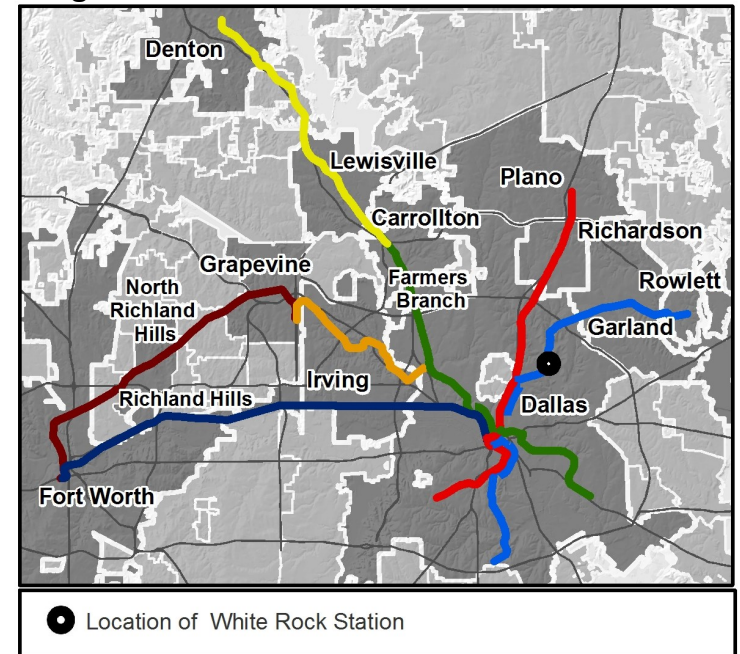 Denton
Lewisville
Plano
Carrollton
Richardson
Grapevine
Farmers
Branch
Rowlett
North
Richland
Hills
Garland
Irving
Richland Hills
Dallas
Fort Worth
Location of White Rock Station